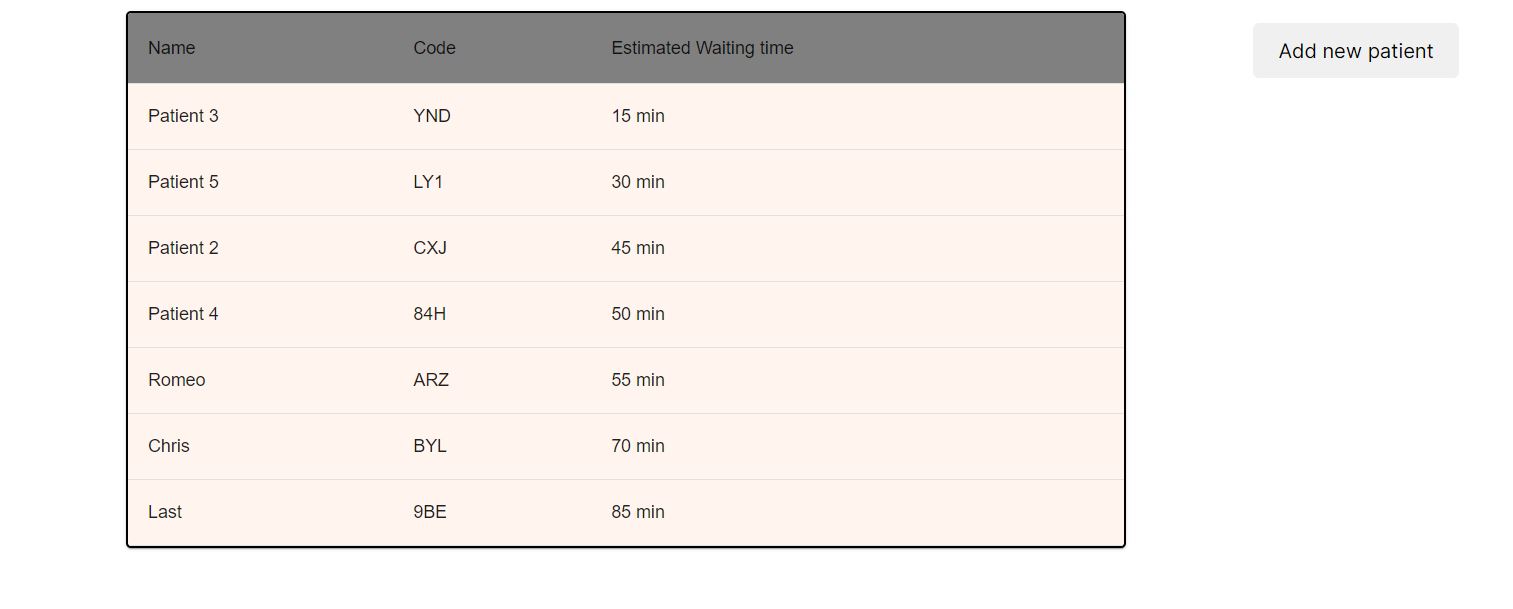 Name Code Estimated Waiting time
Add new patient
Patient 3 YND 15 min
Patient 5 LY1 30 min
Patient 2 CXJ 45 min
Patient 4 84H 50 min
Romeo ARZ 55 min
Chris BYL 70 min
Last 9BE 85 min